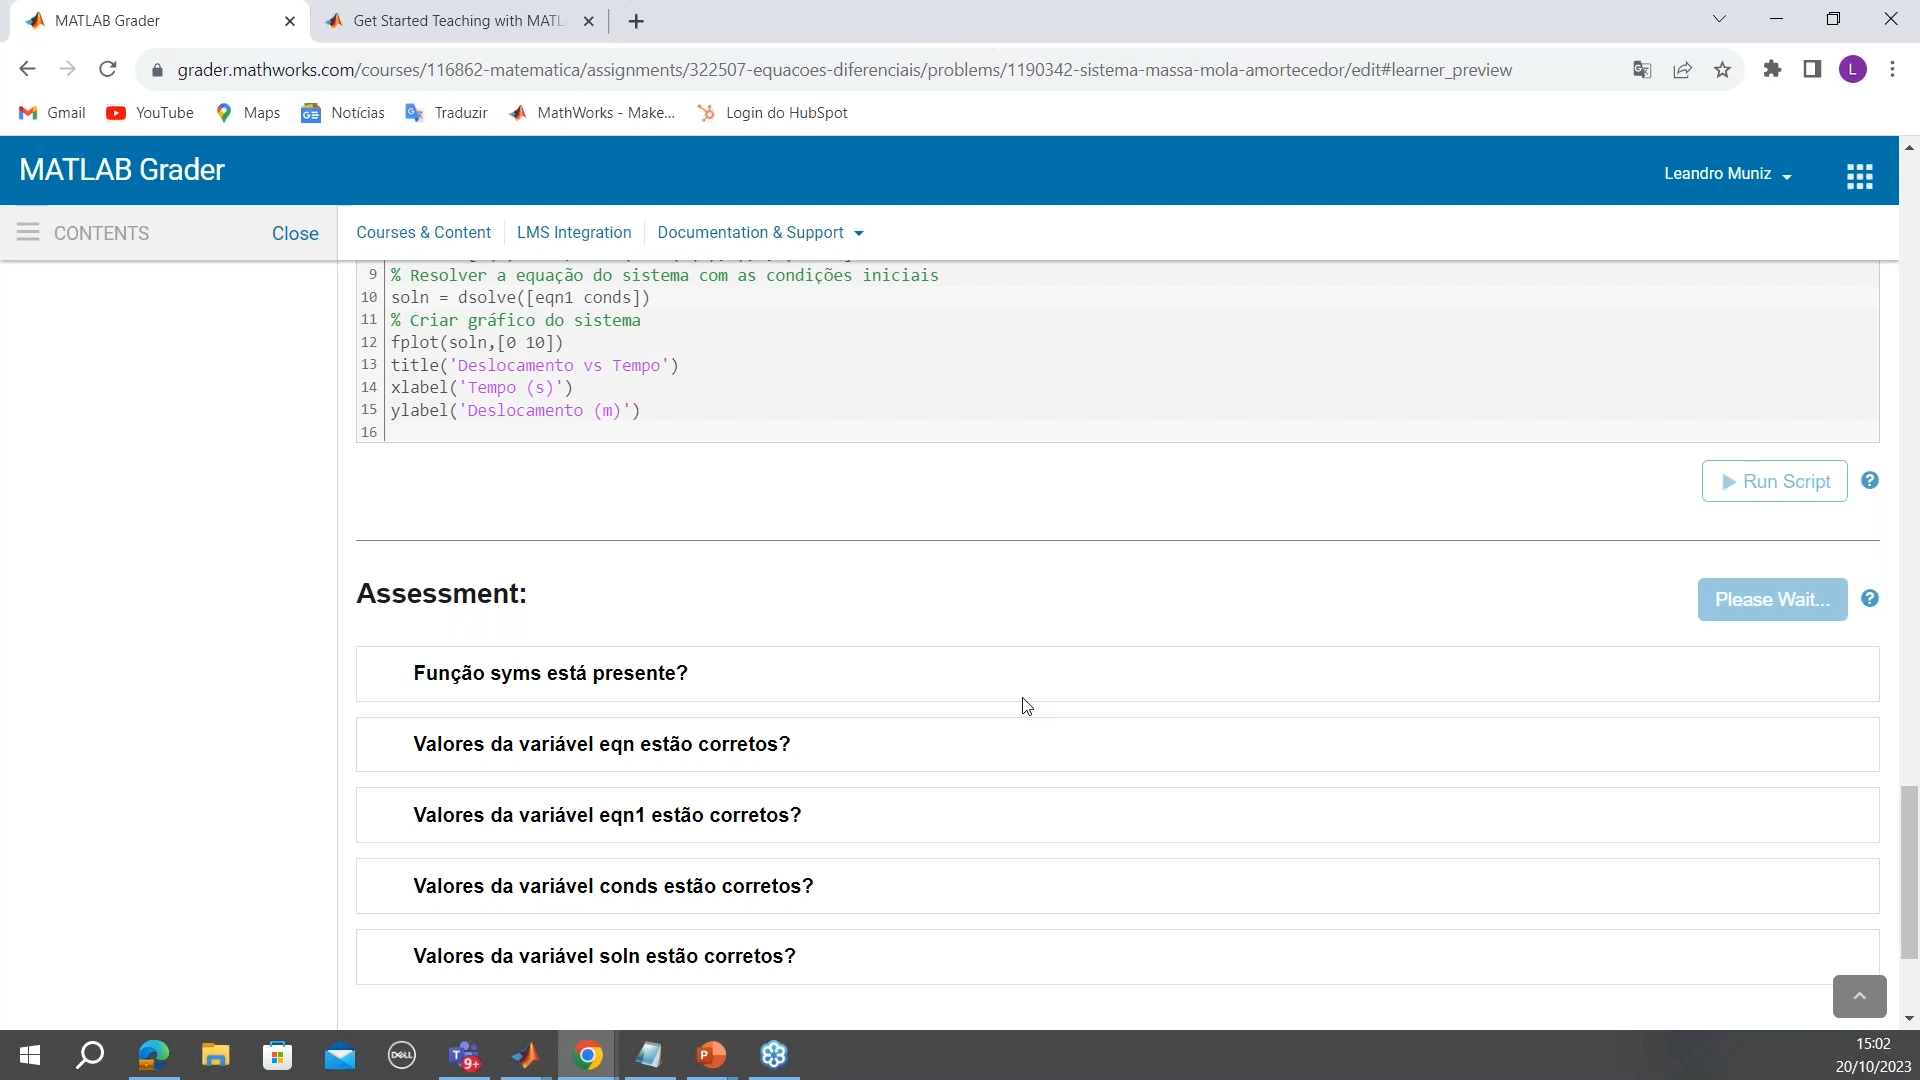 MATLAB Grader
Get Started Teaching with MATL
grader.mathworks.com/courses/116862-matematica/assignments/322507-equacoes-diferenciais/problems/1190342-sistema-massa-mola-amortecedor/edit#learner_preview
L
Gmail
YouTube
Maps
Notícias
Traduzir
MathWorks - Make...
Login do HubSpot
MATLAB Grader
Leandro Muniz
CONTENTS
Close
Courses & Content
LMS Integration
Documentation & Support
9 % Resolver a equação do sistema com as condições iniciais
10 soln = dsolve([eqn1 conds])
11 % Criar gráfico do sistema
12 fplot(soln,[0 10])
13 title('Deslocamento vs Tempo')
14 xlabel('Tempo (s)')
15 ylabel('Deslocamento (m)')
16
Run Script
?
Assessment:
Please Wait...
?
Função syms está presente?
Valores da variável eqn estão corretos?
Valores da variável eqn1 estão corretos?
Valores da variável conds estão corretos?
Valores da variável soln estão corretos?
DELL
T
9+
P
15:02
20/10/2023